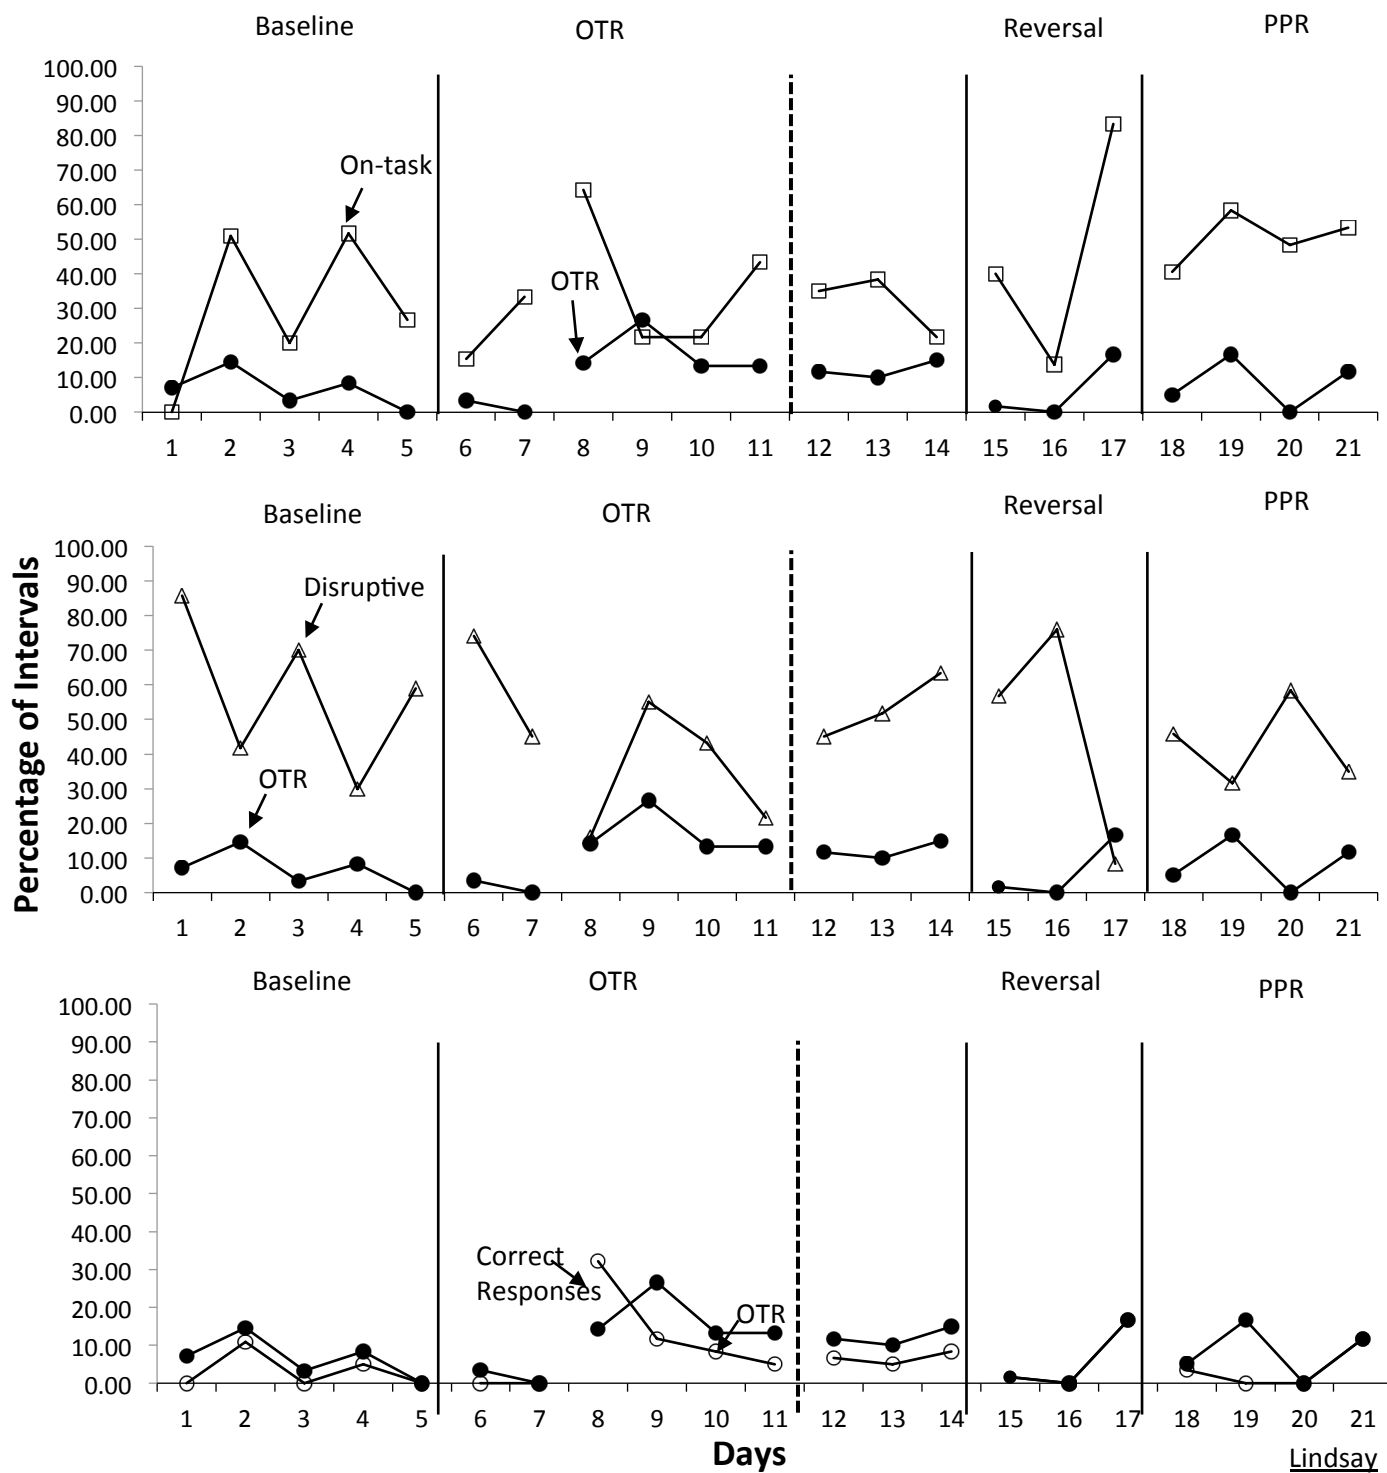 Baseline OTR Reversal PPR
100.00
90.00
80.00
70.00
60.00
50.00
40.00
30.00
20.00
10.00
0.00
On-task
OTR
1 2 3 4 5 6 7 8 9 10 11 12 13 14 15 16 17 18 19 20 21
Baseline OTR Reversal PPR
Percentage of Intervals
100.00
90.00
80.00
70.00
60.00
50.00
40.00
30.00
20.00
10.00
0.00
Disruptive
OTR
1 2 3 4 5 6 7 8 9 10 11 12 13 14 15 16 17 18 19 20 21
Baseline OTR Reversal PPR
100.00
90.00
80.00
70.00
60.00
50.00
40.00
30.00
20.00
10.00
0.00
Correct
Responses
OTR
1 2 3 4 5 6 7 8 9 10 11 12 13 14 15 16 17 18 19 20 21
Days
Lindsay